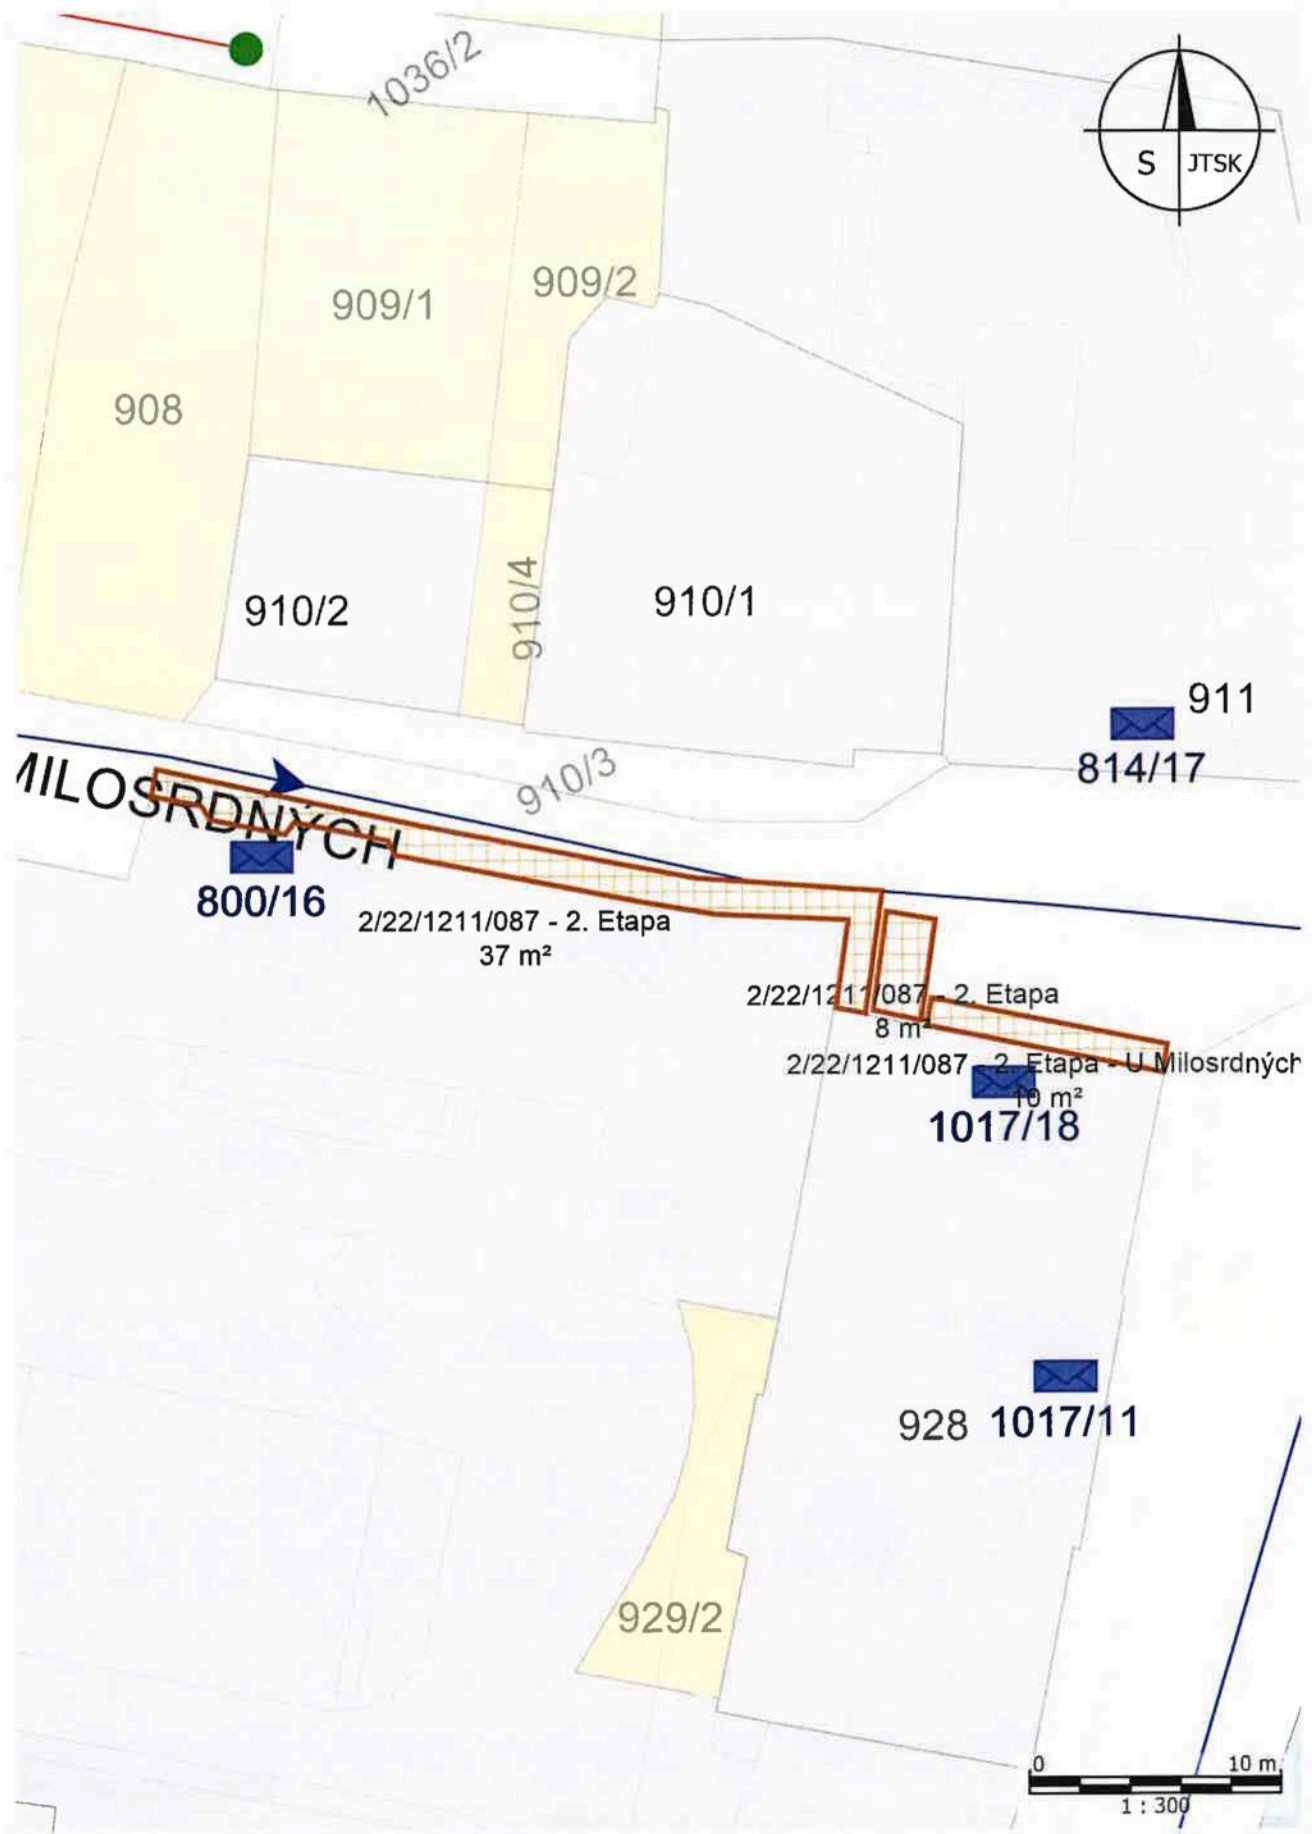 1036/2
S JTSK
909/2
909/1
908
910/4
910/2
910/1
911
814/17
910/3
MILOSRDNÝCH
800/16
2/22/1211/087 - 2. Etapa
37 m²
2/22/1211/087 - 2. Etapa
8 m²
2/22/1211/087 - 2. Etapa - U Milosrdných
10 m²
1017/18
928 1017/11
929/2
0 10 m
1 : 300